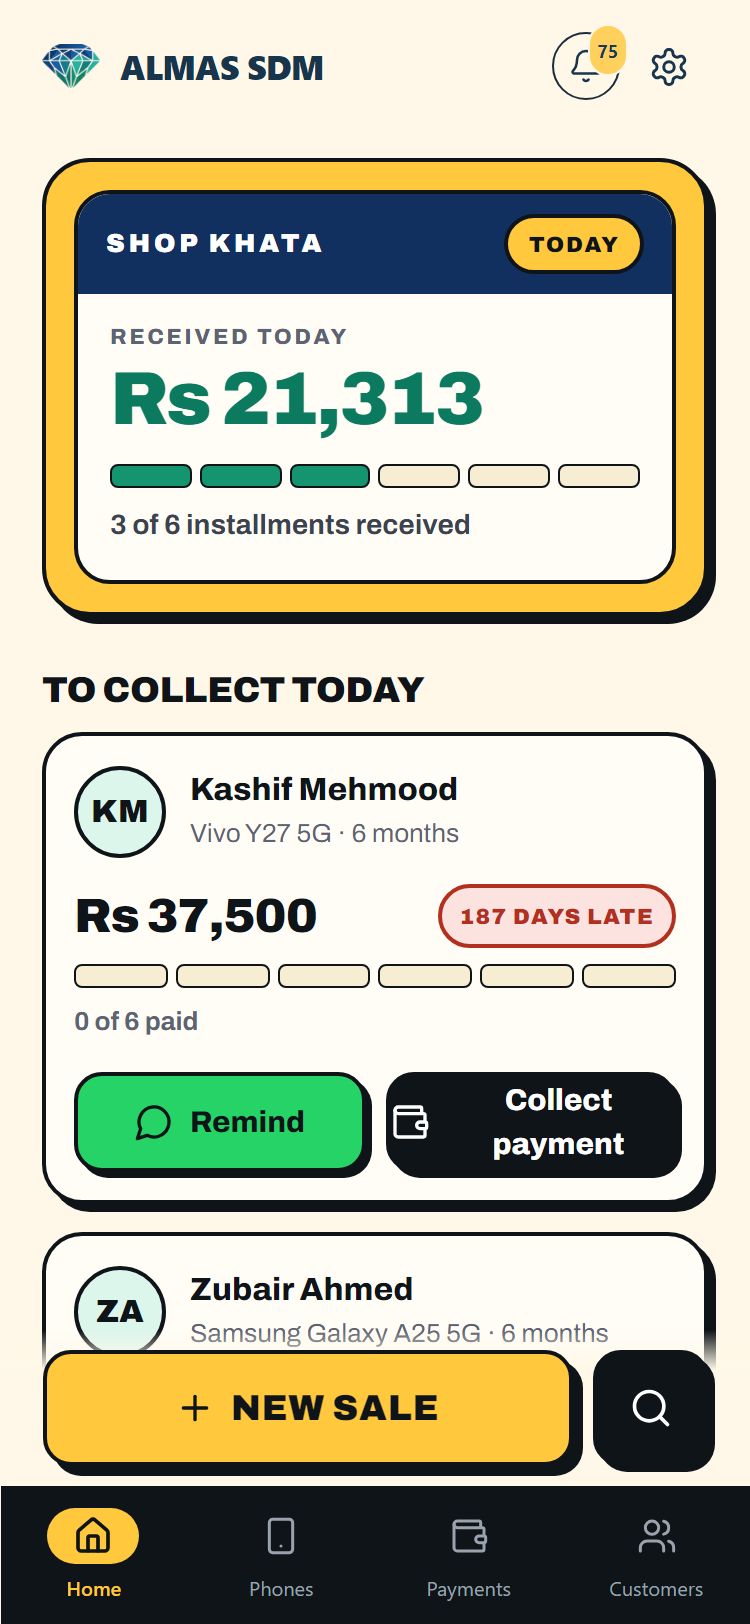 ALMAS SDM
75
SHOP KHATA
TODAY
RECEIVED TODAY
Rs 21,313
3 of 6 installments received
TO COLLECT TODAY
KM
Kashif Mehmood
Vivo Y27 5G · 6 months
Rs 37,500
187 DAYS LATE
0 of 6 paid
Remind
Collect
payment
ZA
Zubair Ahmed
Samsung Galaxy A25 5G · 6 months
NEW SALE
Home
Phones
Payments
Customers